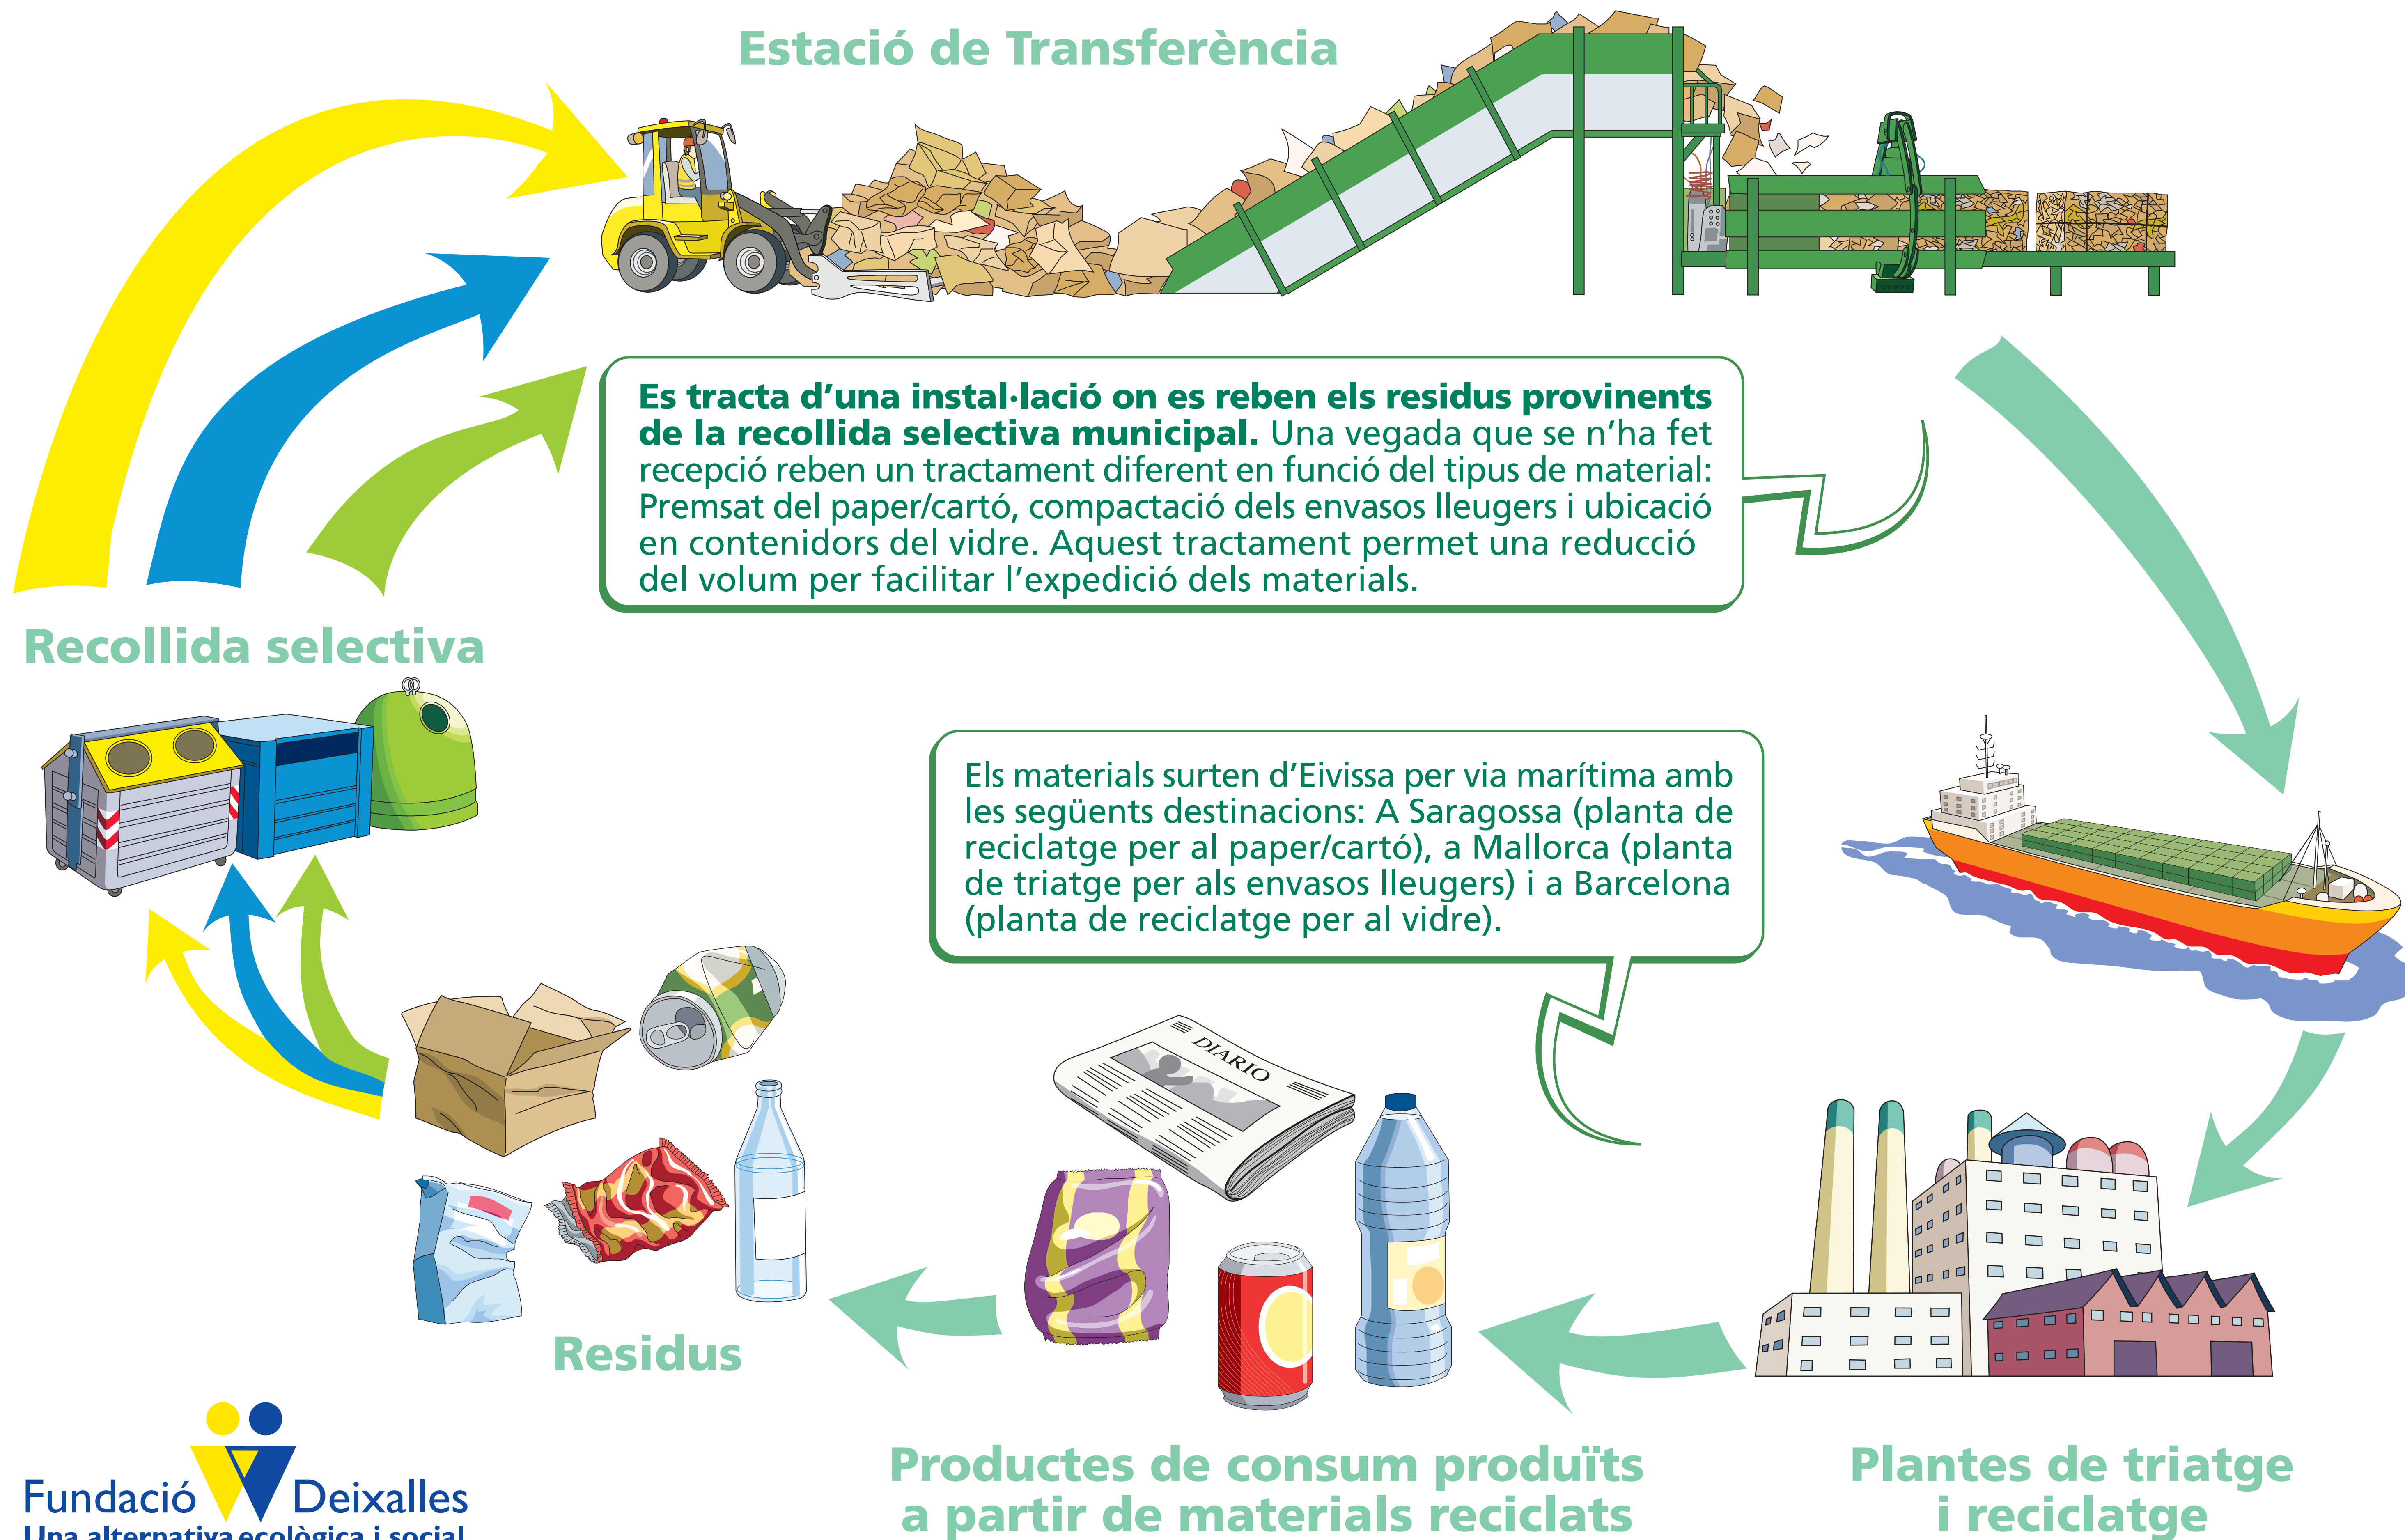 Estació de Transferència
Es tracta d’una instal·lació on es reben els residus provinents
de la recollida selectiva municipal. Una vegada que se n’ha fet
recepció reben un tractament diferent en funció del tipus de material:
Premsat del paper/cartó, compactació dels envasos lleugers i ubicació
en contenidors del vidre. Aquest tractament permet una reducció
del volum per facilitar l’expedició dels materials.
Recollida selectiva
Els materials surten d’Eivissa per via marítima amb
les següents destinacions: A Saragossa (planta de
reciclatge per al paper/cartó), a Mallorca (planta
de triatge per als envasos lleugers) i a Barcelona
(planta de reciclatge per al vidre).
DIARIO
Residus
Productes de consum produïts
a partir de materials reciclats
Plantes de triatge
i reciclatge
Fundació Deixalles
Una alternativa ecològica i social